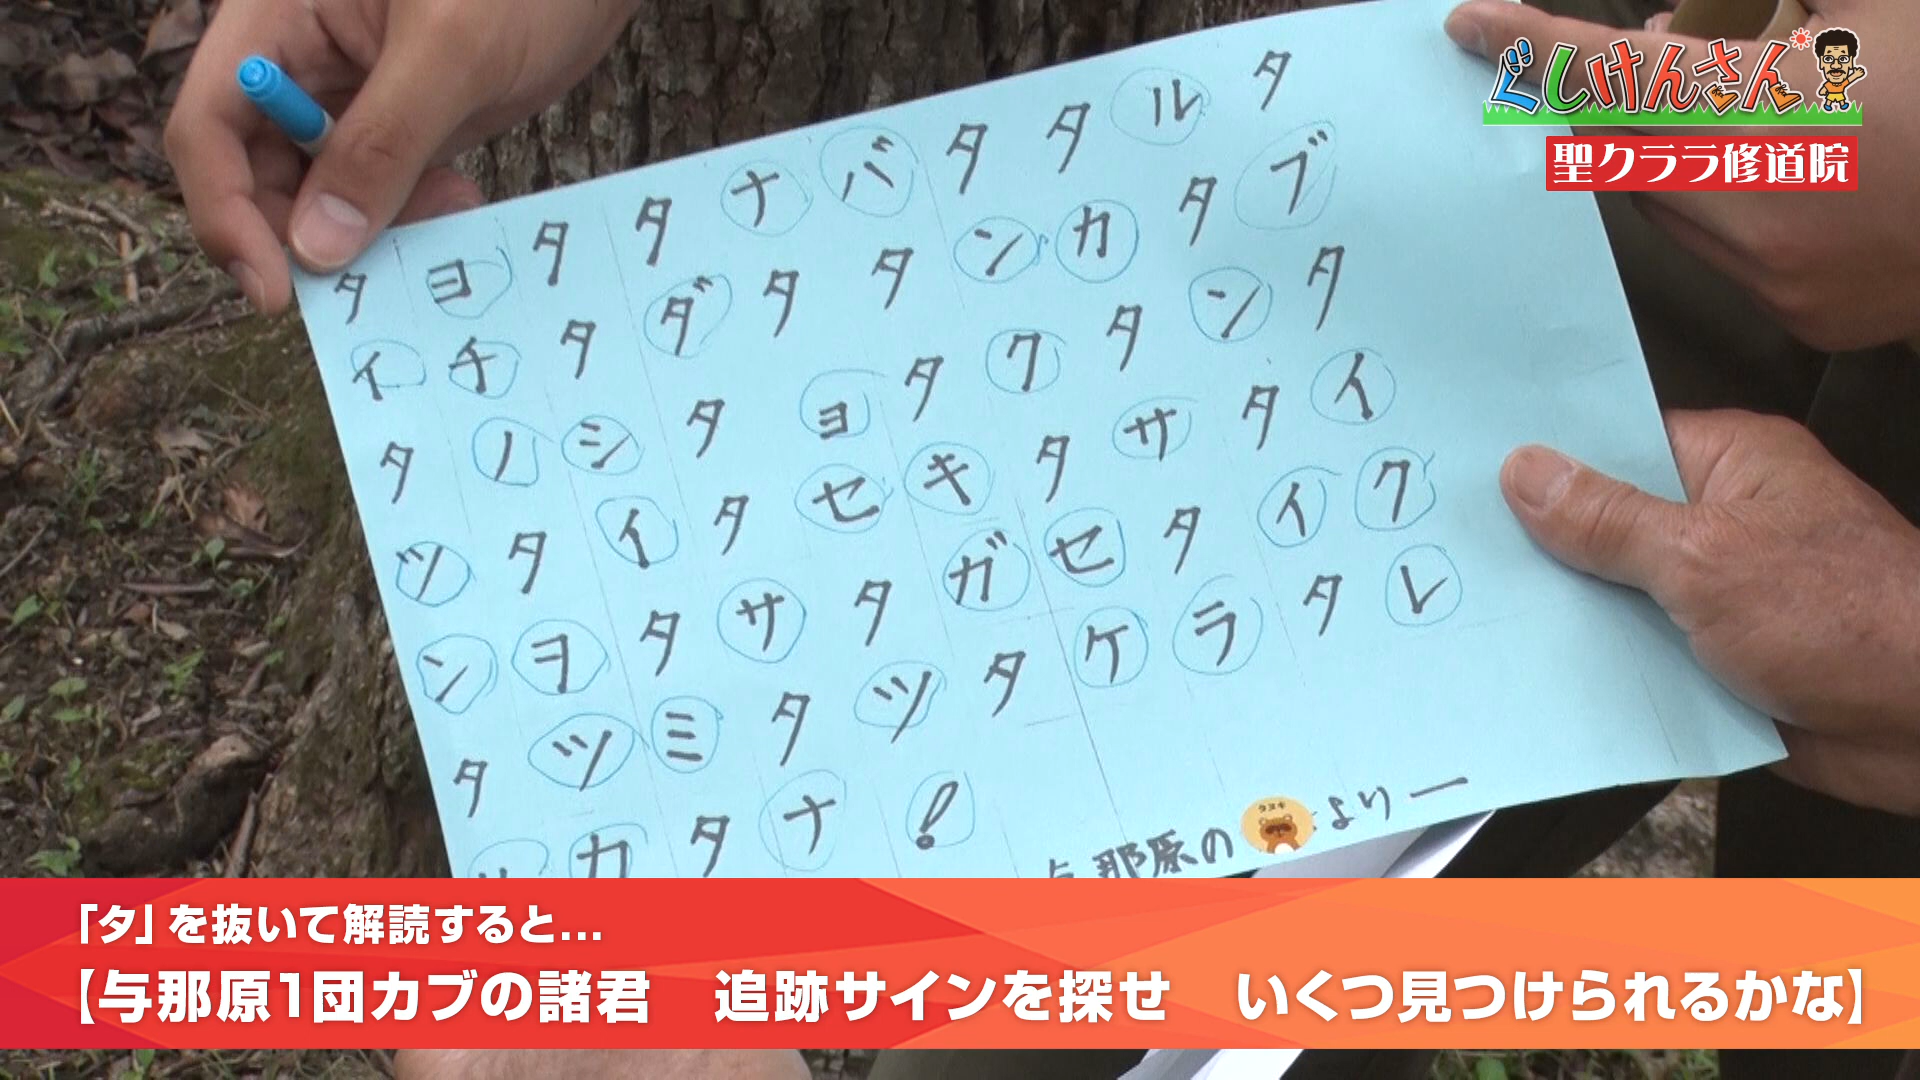 ぐしけんさん
聖クララ修道院
タヨタタナバタタルタ
イチタダタタンカタブ
タノシタョタクタンタ
ツタイタセキタサタイ
ンヲタサタガセタイク
タツミタツタケラタレ
カタナ!
タヌキ
与那原の よりー
「タ」を抜いて解読すると…
【与那原1団カブの諸君　追跡サインを探せ　いくつ見つけられるかな】